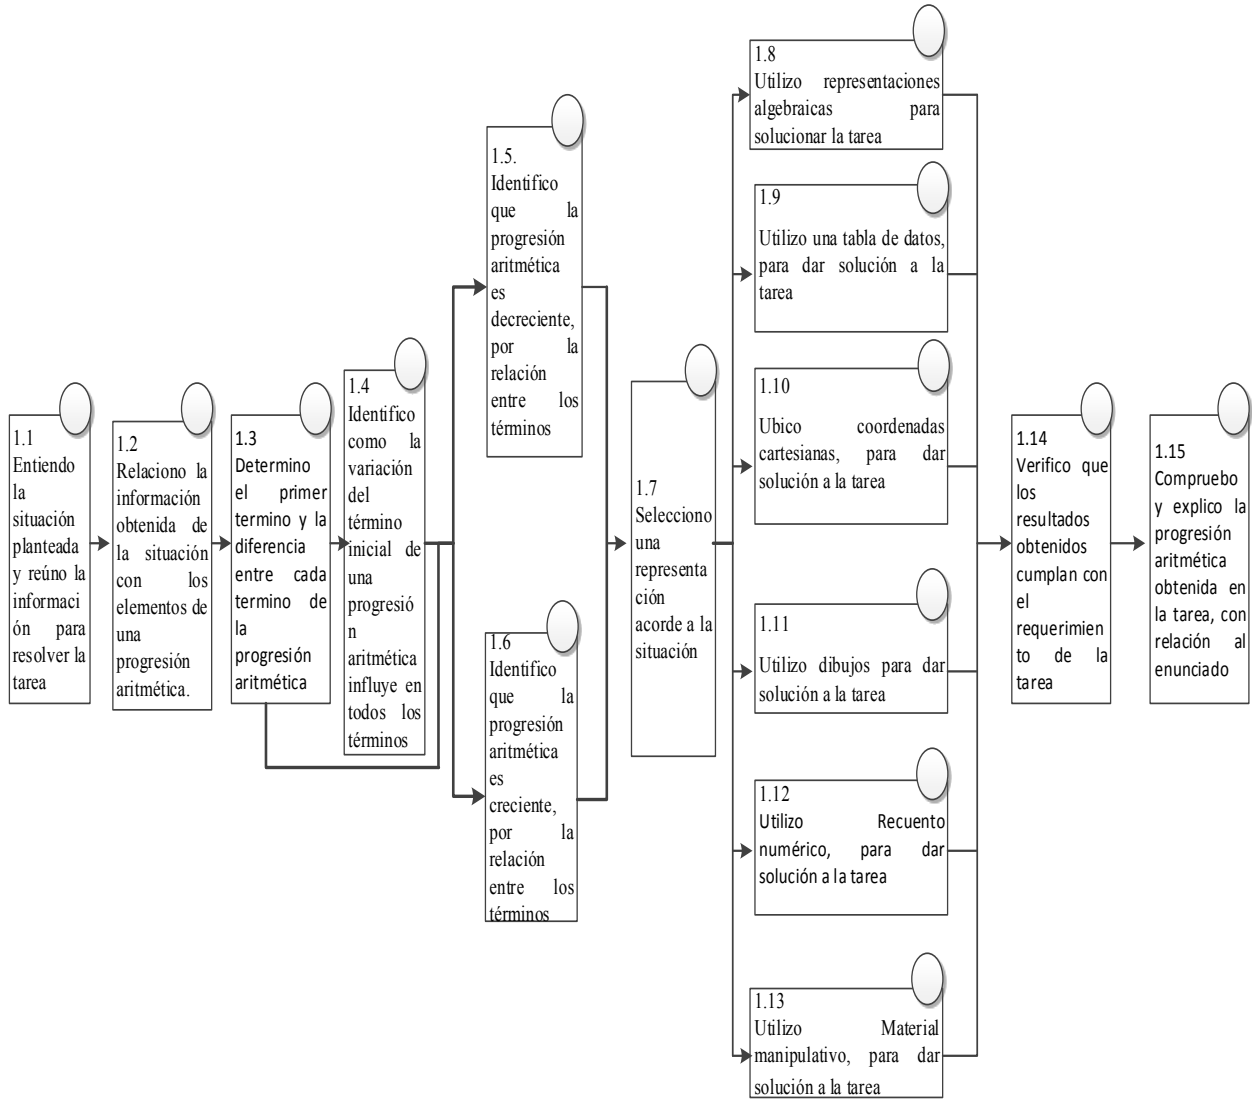 1.1
Entiendo
la
situación
planteada
y reúno la
informaci
ón para
resolver la
tarea
1.2
Relaciono la
información
obtenida de
la situación
con los
elementos de
una
progresión
aritmética.
1.3
Determino
el primer
termino y la
diferencia
entre cada
termino de
la
progresión
aritmética
1.4
Identifico
como la
variación
del
término
inicial de
una
progresió
n
aritmética
influye en
todos los
términos
1.5.
Identifico
que la
progresión
aritmética
es
decreciente,
por la
relación
entre los
términos
1.6
Identifico
que la
progresión
aritmética
es
creciente,
por la
relación
entre los
términos
1.7
Selecciono
una
representa
ción
acorde a la
situación
1.8
Utilizo representaciones
algebraicas para
solucionar la tarea
1.9
Utilizo una tabla de datos,
para dar solución a la
tarea
1.10
Ubico coordenadas
cartesianas, para dar
solución a la tarea
1.11
Utilizo dibujos para dar
solución a la tarea
1.12
Utilizo Recuento
numérico, para dar
solución a la tarea
1.13
Utilizo Material
manipulativo, para dar
solución a la tarea
1.14
Verifico que
los
resultados
obtenidos
cumplan con
el
requerimien
to de la
tarea
1.15
Compruebo
y explico la
progresión
aritmética
obtenida en
la tarea, con
relación al
enunciado